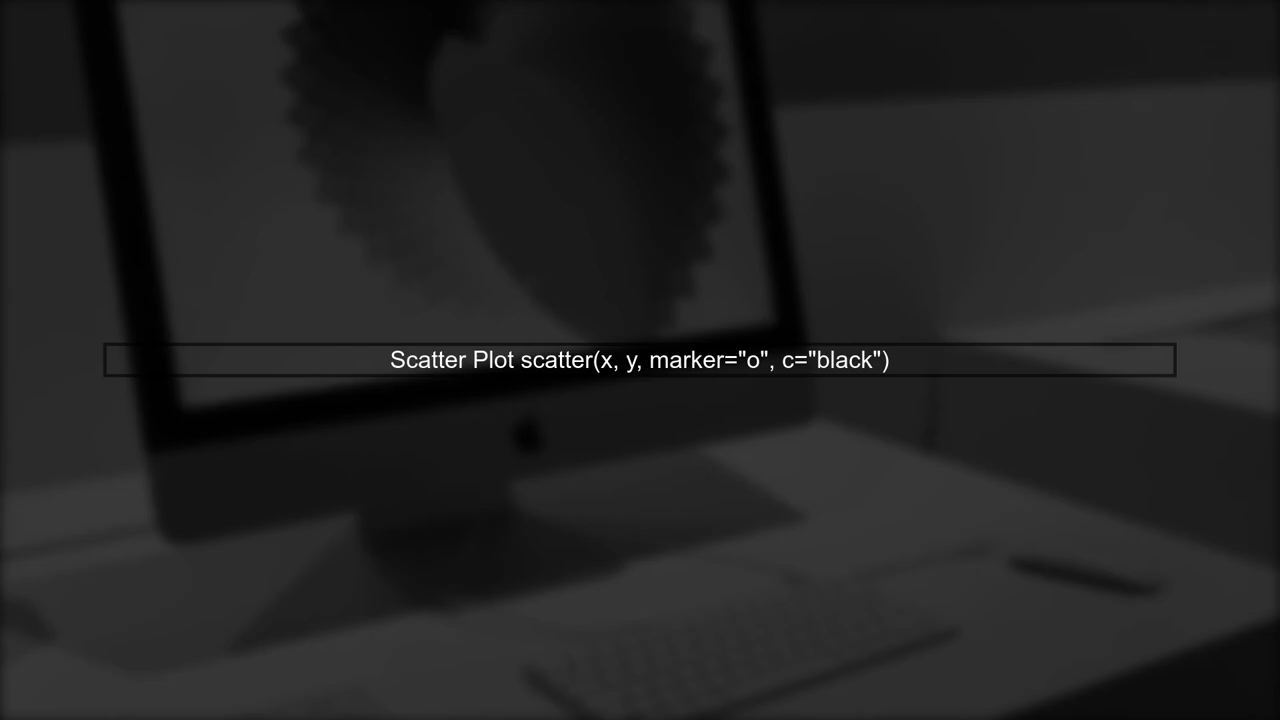 Scatter Plot scatter(x, y, marker="o", c="black")